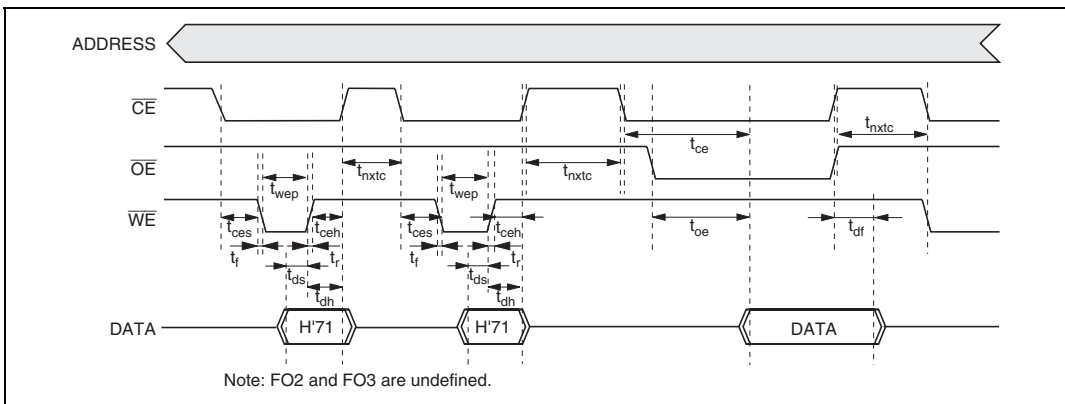 ADDRESS
CE
t_nxtc
t_ce
OE
t_wep t_nxtc t_wep t_nxtc
WE
t_ces t_ceh t_ces t_ceh t_oe t_df
t_f t_r t_f t_r
t_ds t_ds
t_dh t_dh
DATA H'71 H'71 DATA
Note: FO2 and FO3 are undefined.